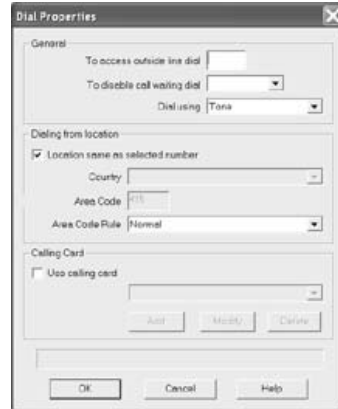 Dial Properties
General
To access outside line dial
To disable call waiting dial
Dial using Tone
Dialing from location
Location same as selected number
Country
Area Code 415
Area Code Rule Normal
Calling Card
Use calling card
Add Modify Delete
OK Cancel Help